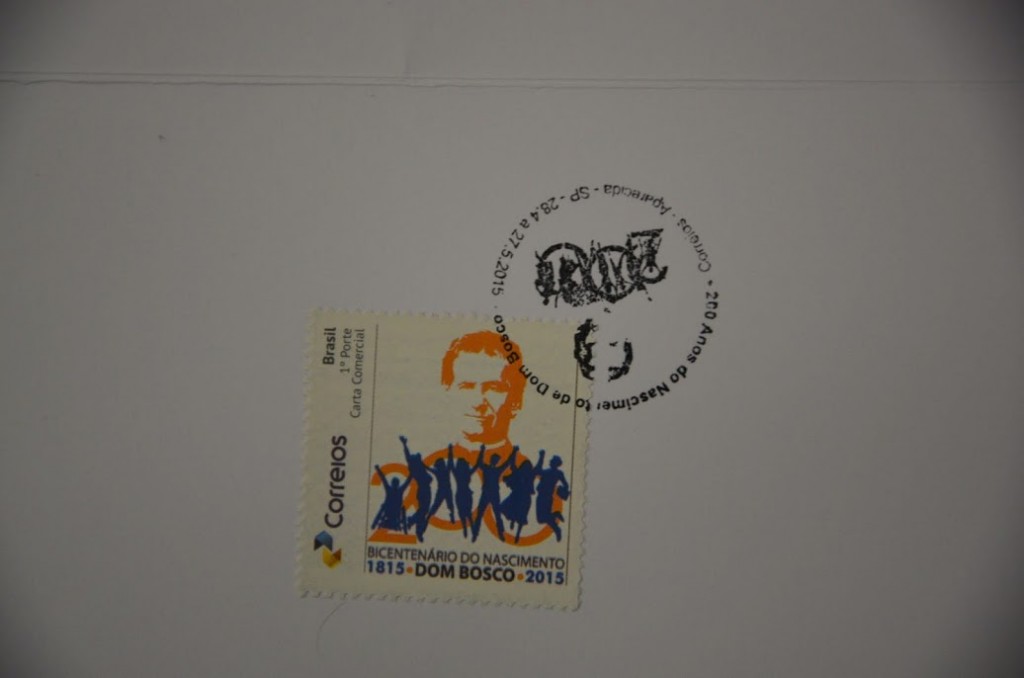 Brasil
1º Porte
Carta Comercial
Correios
200
BICENTENÁRIO DO NASCIMENTO
1815 • DOM BOSCO • 2015
200 Anos do Nascimento de Dom Bosco .
Correios . Aparecida - SP - 28.4 a 27.5.2015